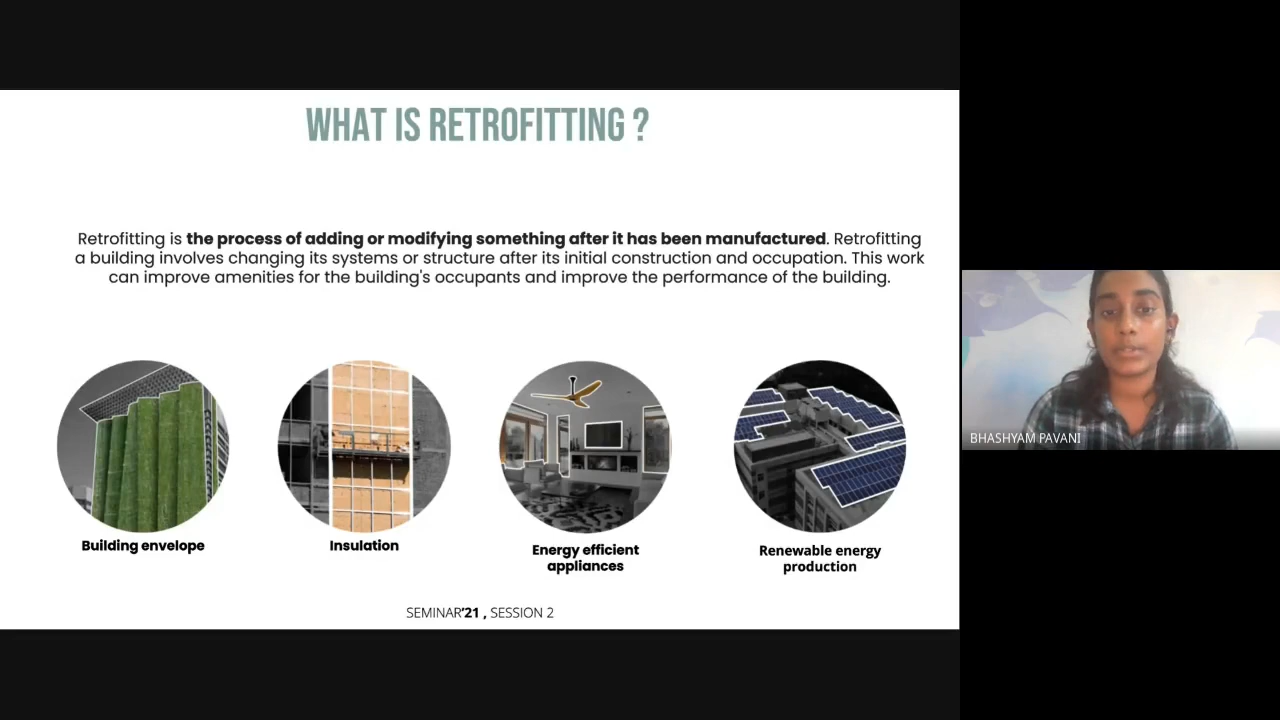 WHAT IS RETROFITTING ?
Retrofitting is the process of adding or modifying something after it has been manufactured. Retrofitting
a building involves changing its systems or structure after its initial construction and occupation. This work
can improve amenities for the building's occupants and improve the performance of the building.
Building envelope
Insulation
Energy efficient
appliances
Renewable energy
production
SEMINAR'21 , SESSION 2
BHASHYAM PAVANI